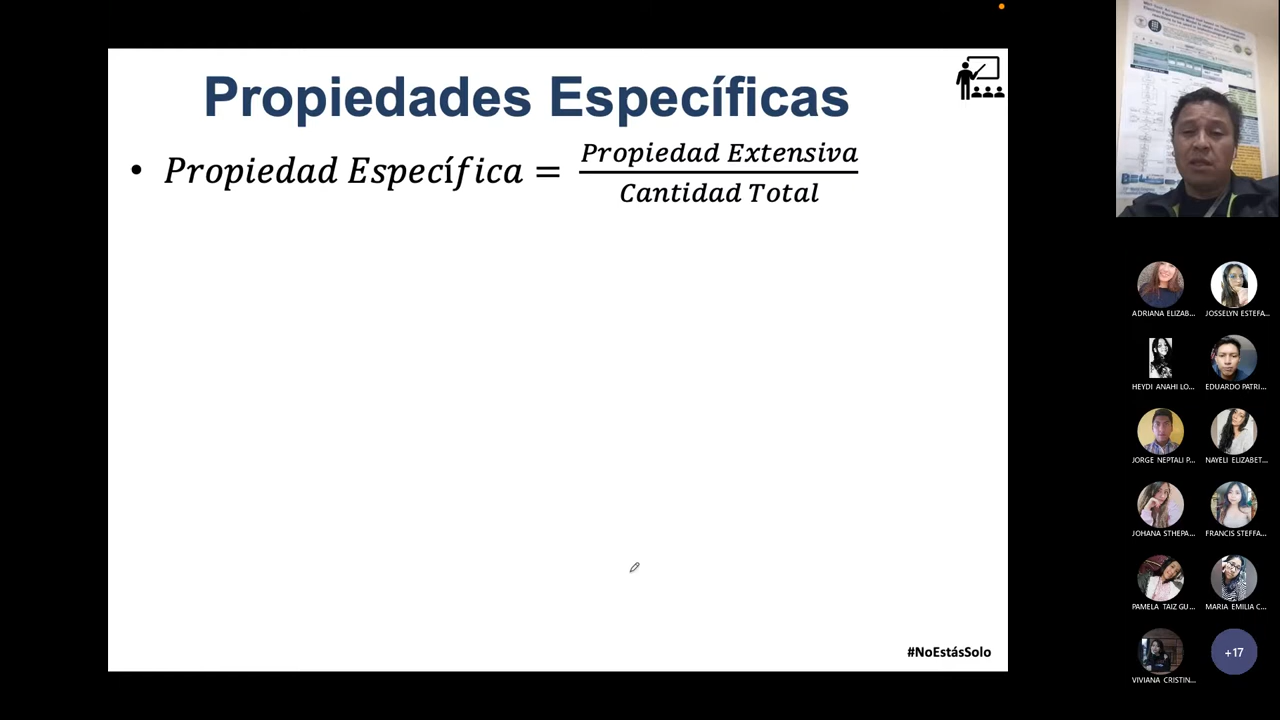 Propiedades Específicas
• Propiedad Específica = Propiedad Extensiva
Cantidad Total
#NoEstásSolo
ADRIANA ELIZAB...
JOSSELYN ESTEFA...
HEYDI ANAHI LO...
EDUARDO PATRI...
JORGE NEPTALI P...
NAYELI ELIZABET...
JOHANA STHEPA...
FRANCIS STEFFA...
PAMELA TAIZ GU...
MARIA EMILIA C...
VIVIANA CRISTIN...
+17